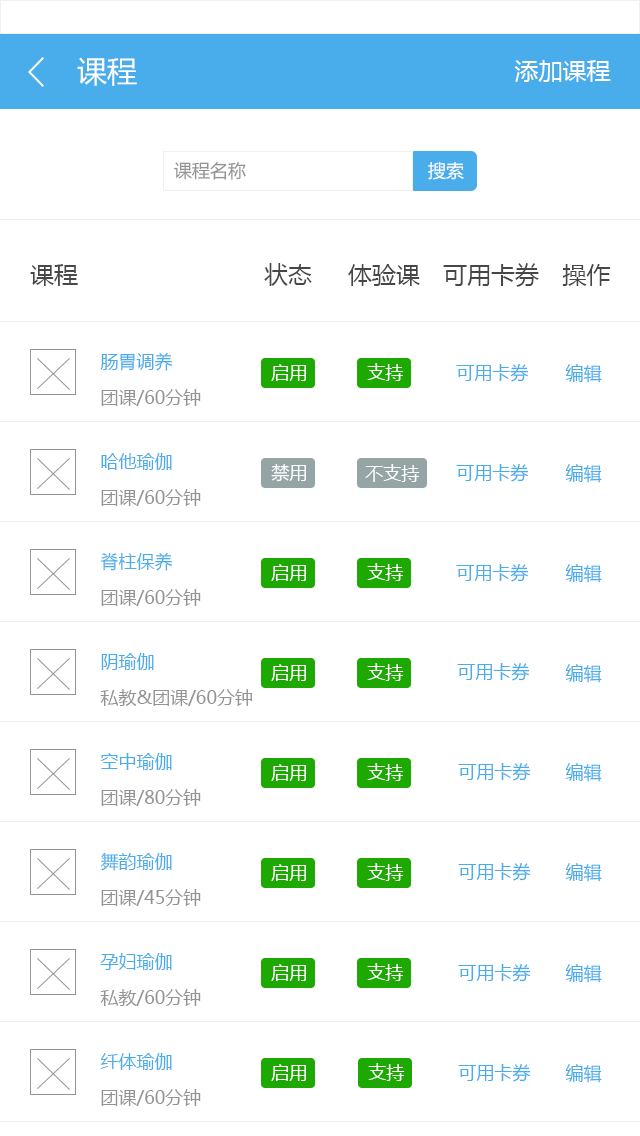 课程 添加课程
课程名称 搜索
课程 状态 体验课 可用卡券 操作
肠胃调养
团课/60分钟 启用 支持 可用卡券 编辑
哈他瑜伽
团课/60分钟 禁用 不支持 可用卡券 编辑
脊柱保养
团课/60分钟 启用 支持 可用卡券 编辑
阴瑜伽
私教&团课/60分钟 启用 支持 可用卡券 编辑
空中瑜伽
团课/80分钟 启用 支持 可用卡券 编辑
舞韵瑜伽
团课/45分钟 启用 支持 可用卡券 编辑
孕妇瑜伽
私教/60分钟 启用 支持 可用卡券 编辑
纤体瑜伽
团课/60分钟 启用 支持 可用卡券 编辑